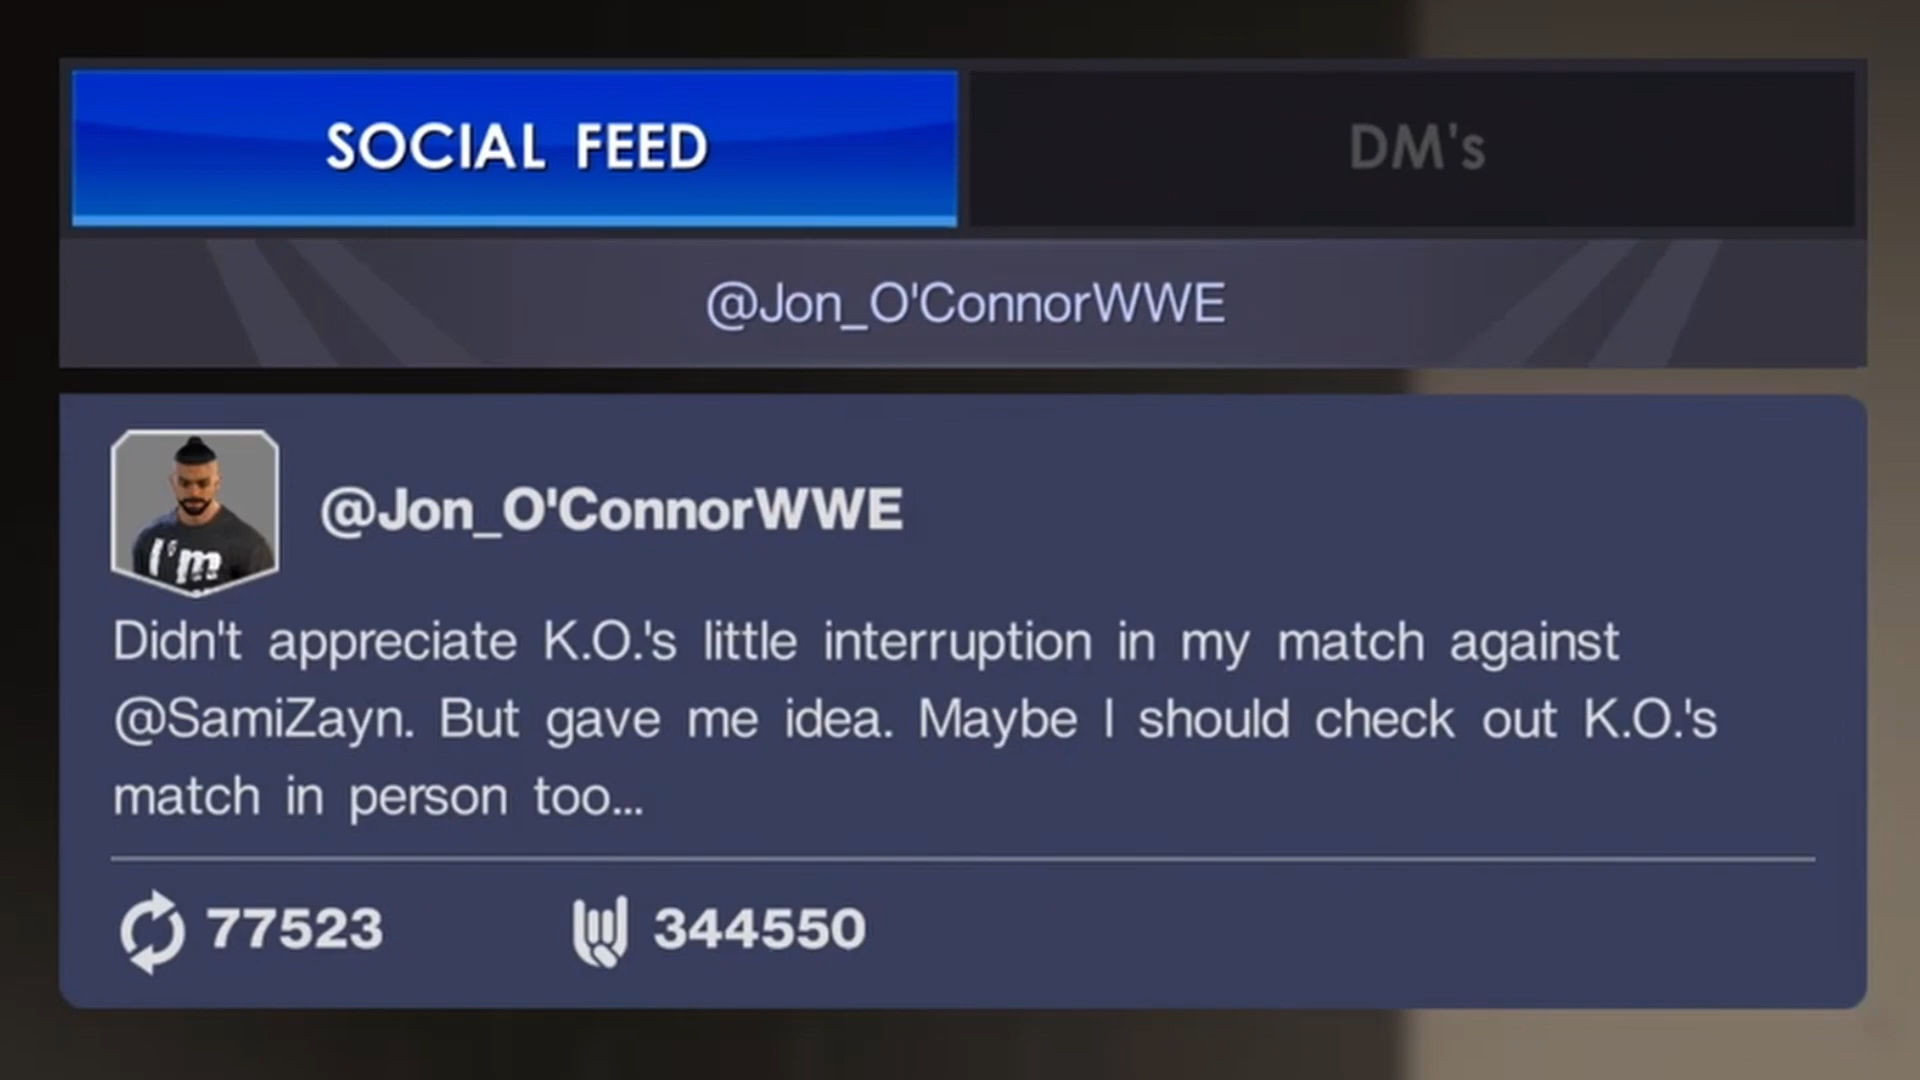 SOCIAL FEED
DM's
@Jon_O'ConnorWWE
@Jon_O'ConnorWWE
I'm
Didn't appreciate K.O.'s little interruption in my match against
@SamiZayn. But gave me idea. Maybe I should check out K.O.'s
match in person too...
77523
344550